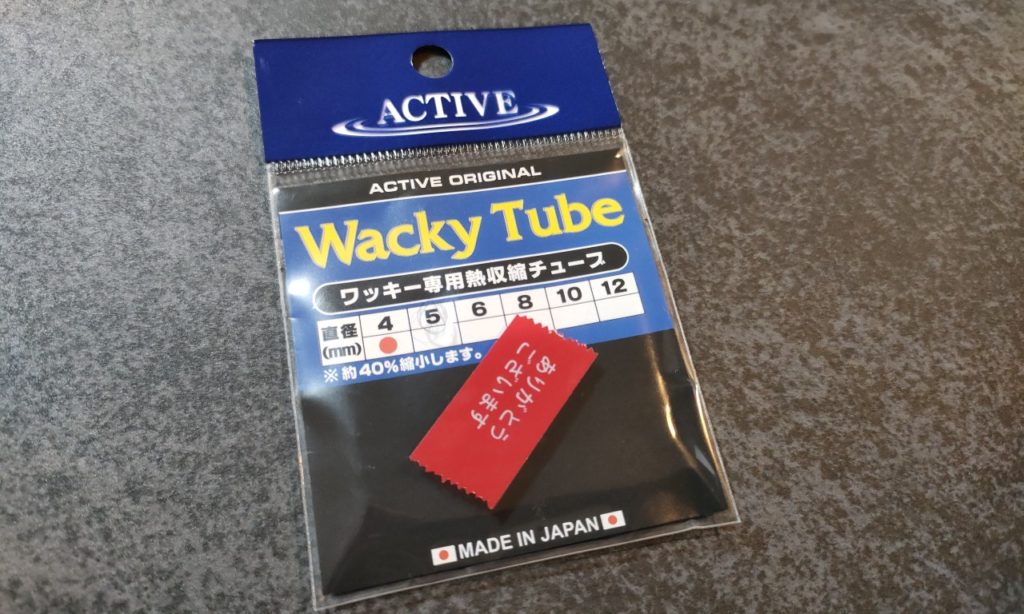 ACTIVE
ACTIVE ORIGINAL
Wacky Tube
ワッキー専用熱収縮チューブ
直径(mm) 4 5 6 8 10 12
※約40%縮小します。
ありがとう
ございます
MADE IN JAPAN